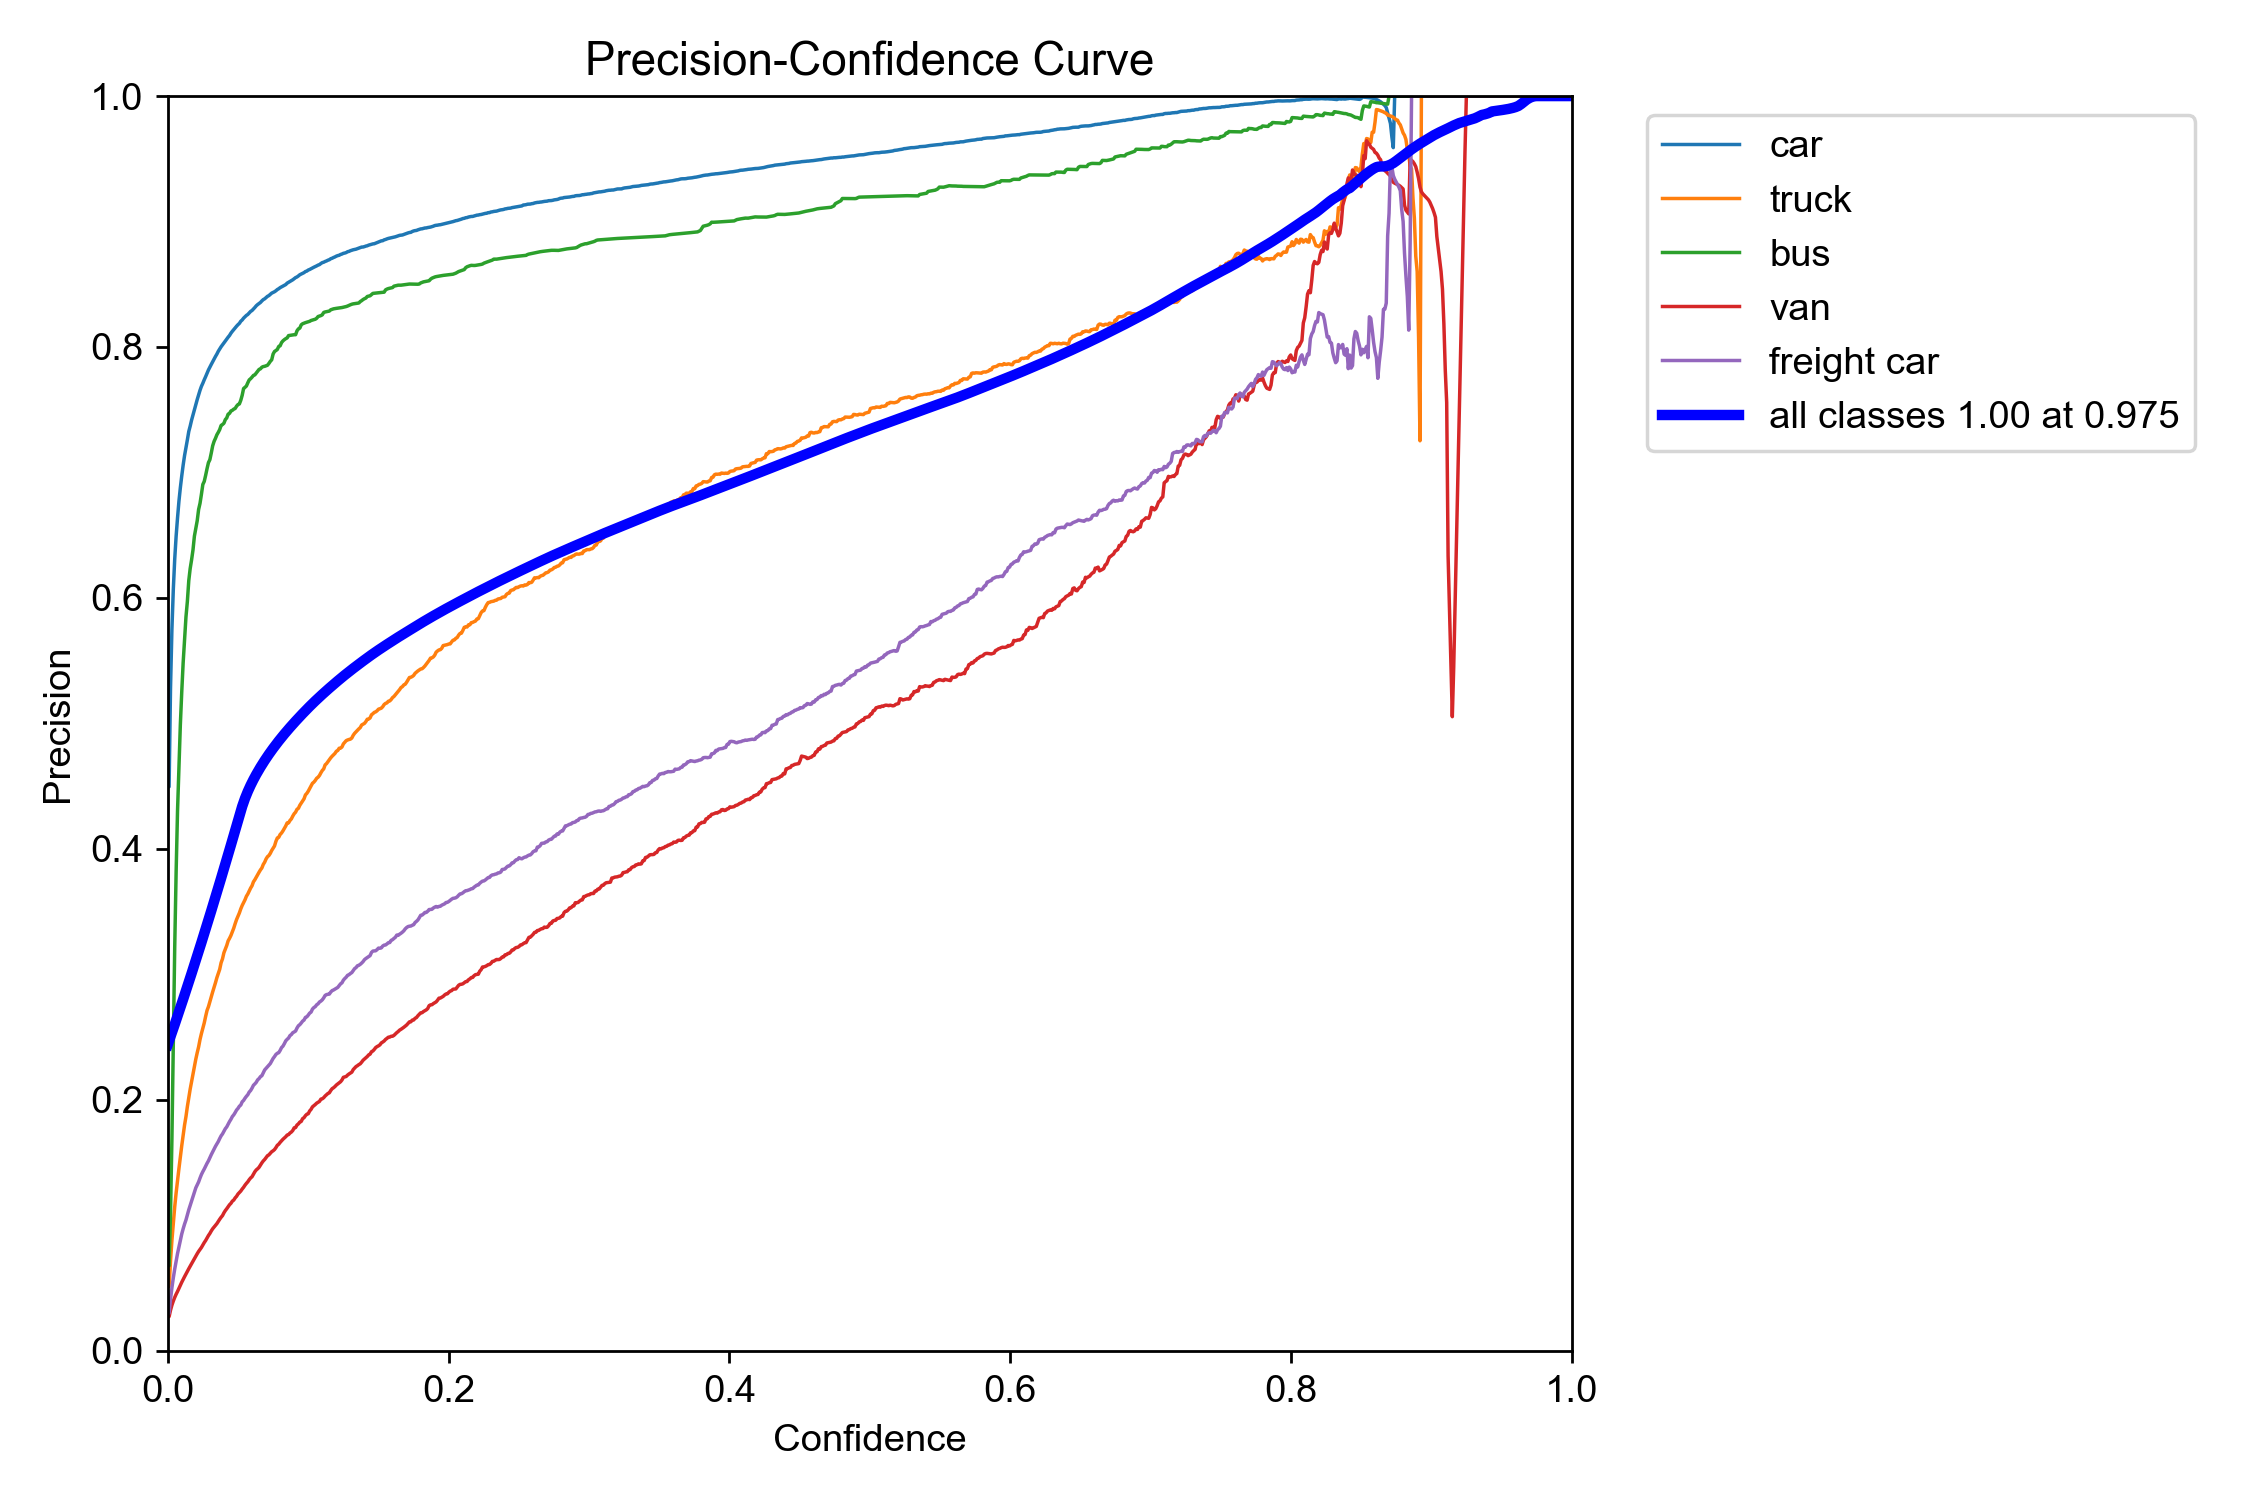 Precision-Confidence Curve
1.0
0.8
0.6
0.4
0.2
0.0
Precision
0.0 0.2 0.4 0.6 0.8 1.0
Confidence
car
truck
bus
van
freight car
all classes 1.00 at 0.975